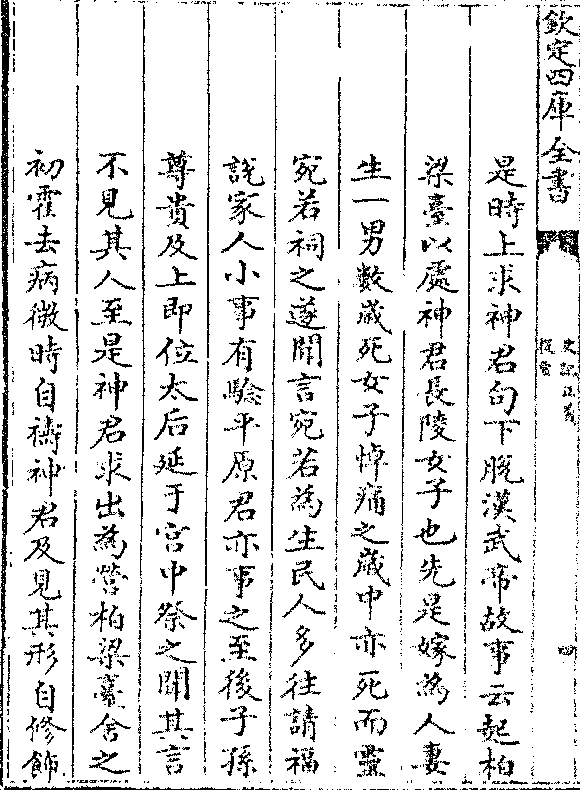 欽定四庫全書
史記正義
四
是時上求神君句下脫漢武帝故事云起柏
梁臺以處神君長陵女子也先是嫁為人妻
生一男數歲死女子悼痛之歲中亦死而靈
宛若祠之遂聞言宛若為生民人多往請福
說家人小事有驗平原君亦事之至後子孫
尊貴及上即位太后延于宮中祭之聞其言
不見其人至是神君求出為營柏梁臺舍之
初霍去病微時自禱神君及見其形自修飾